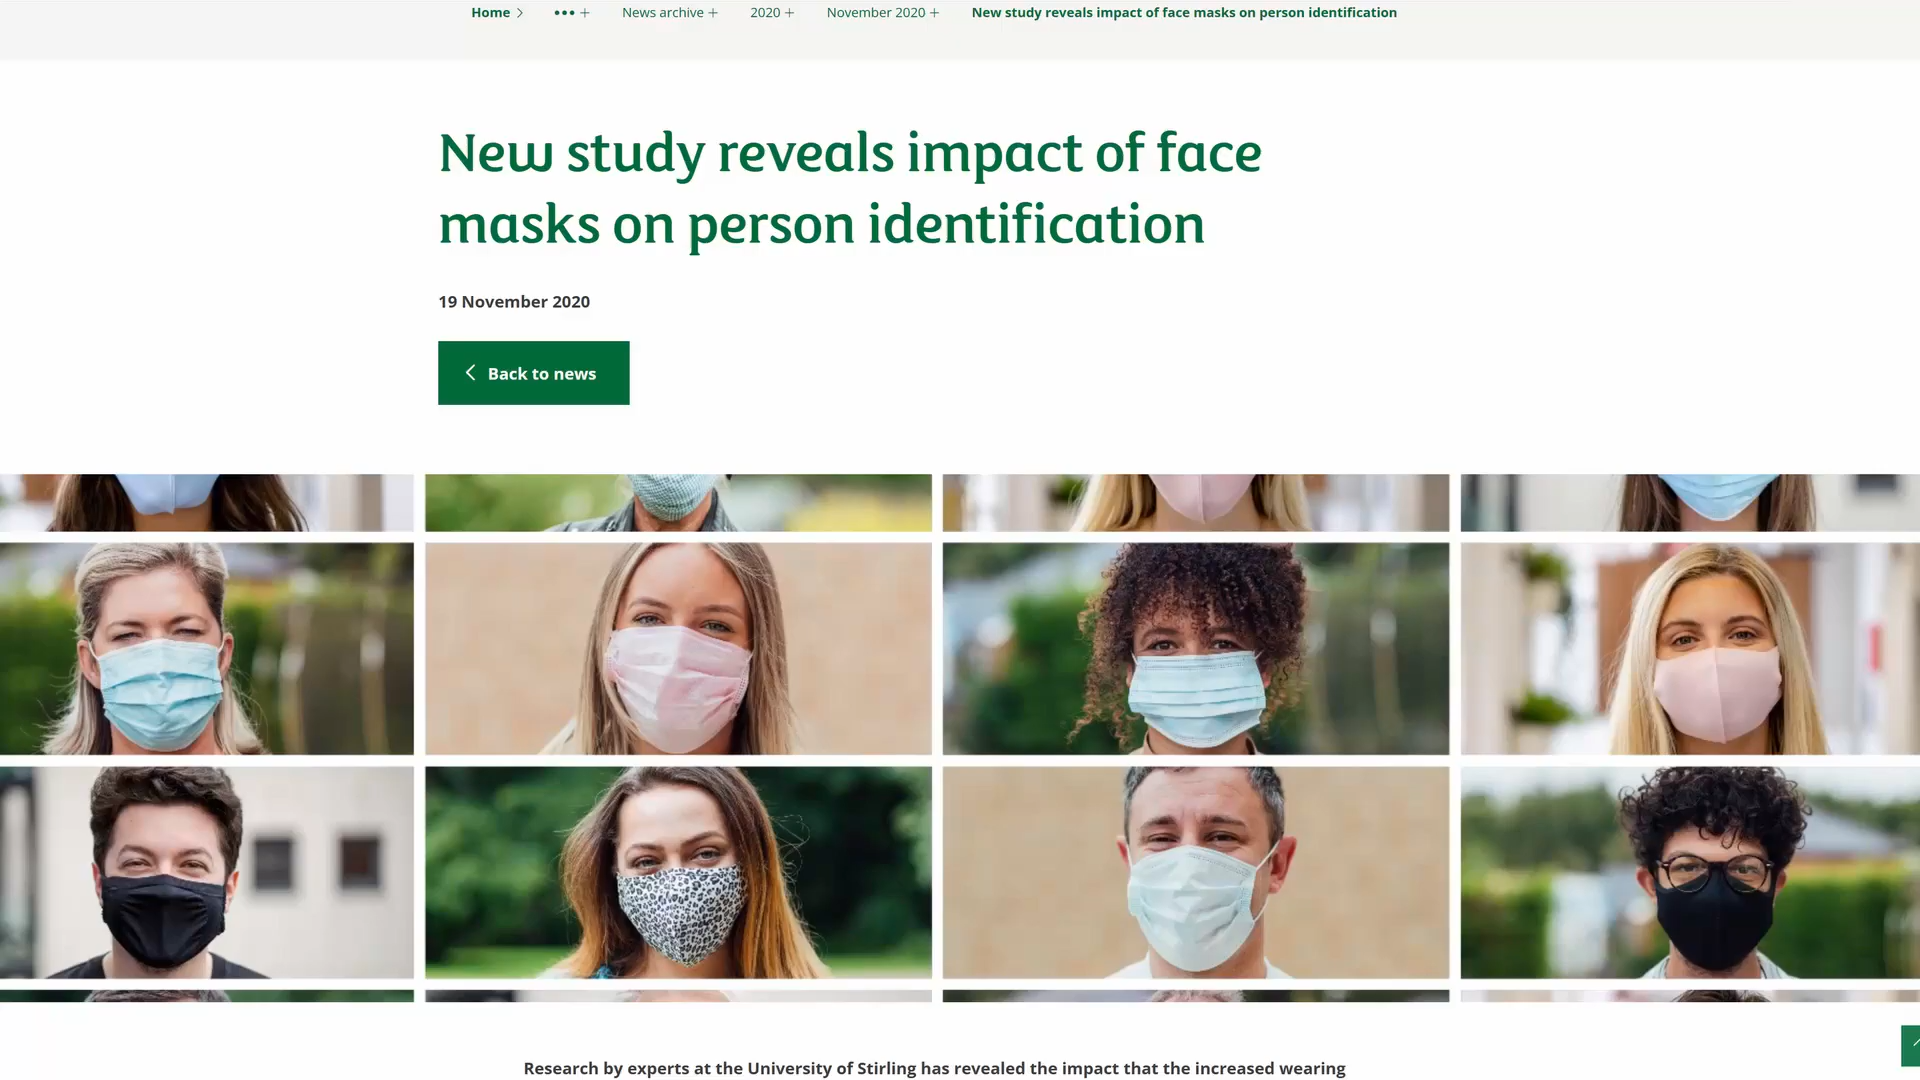 Home
News archive
2020
November 2020
New study reveals impact of face masks on person identification
New study reveals impact of face
masks on person identification
19 November 2020
Back to news
Research by experts at the University of Stirling has revealed the impact that the increased wearing